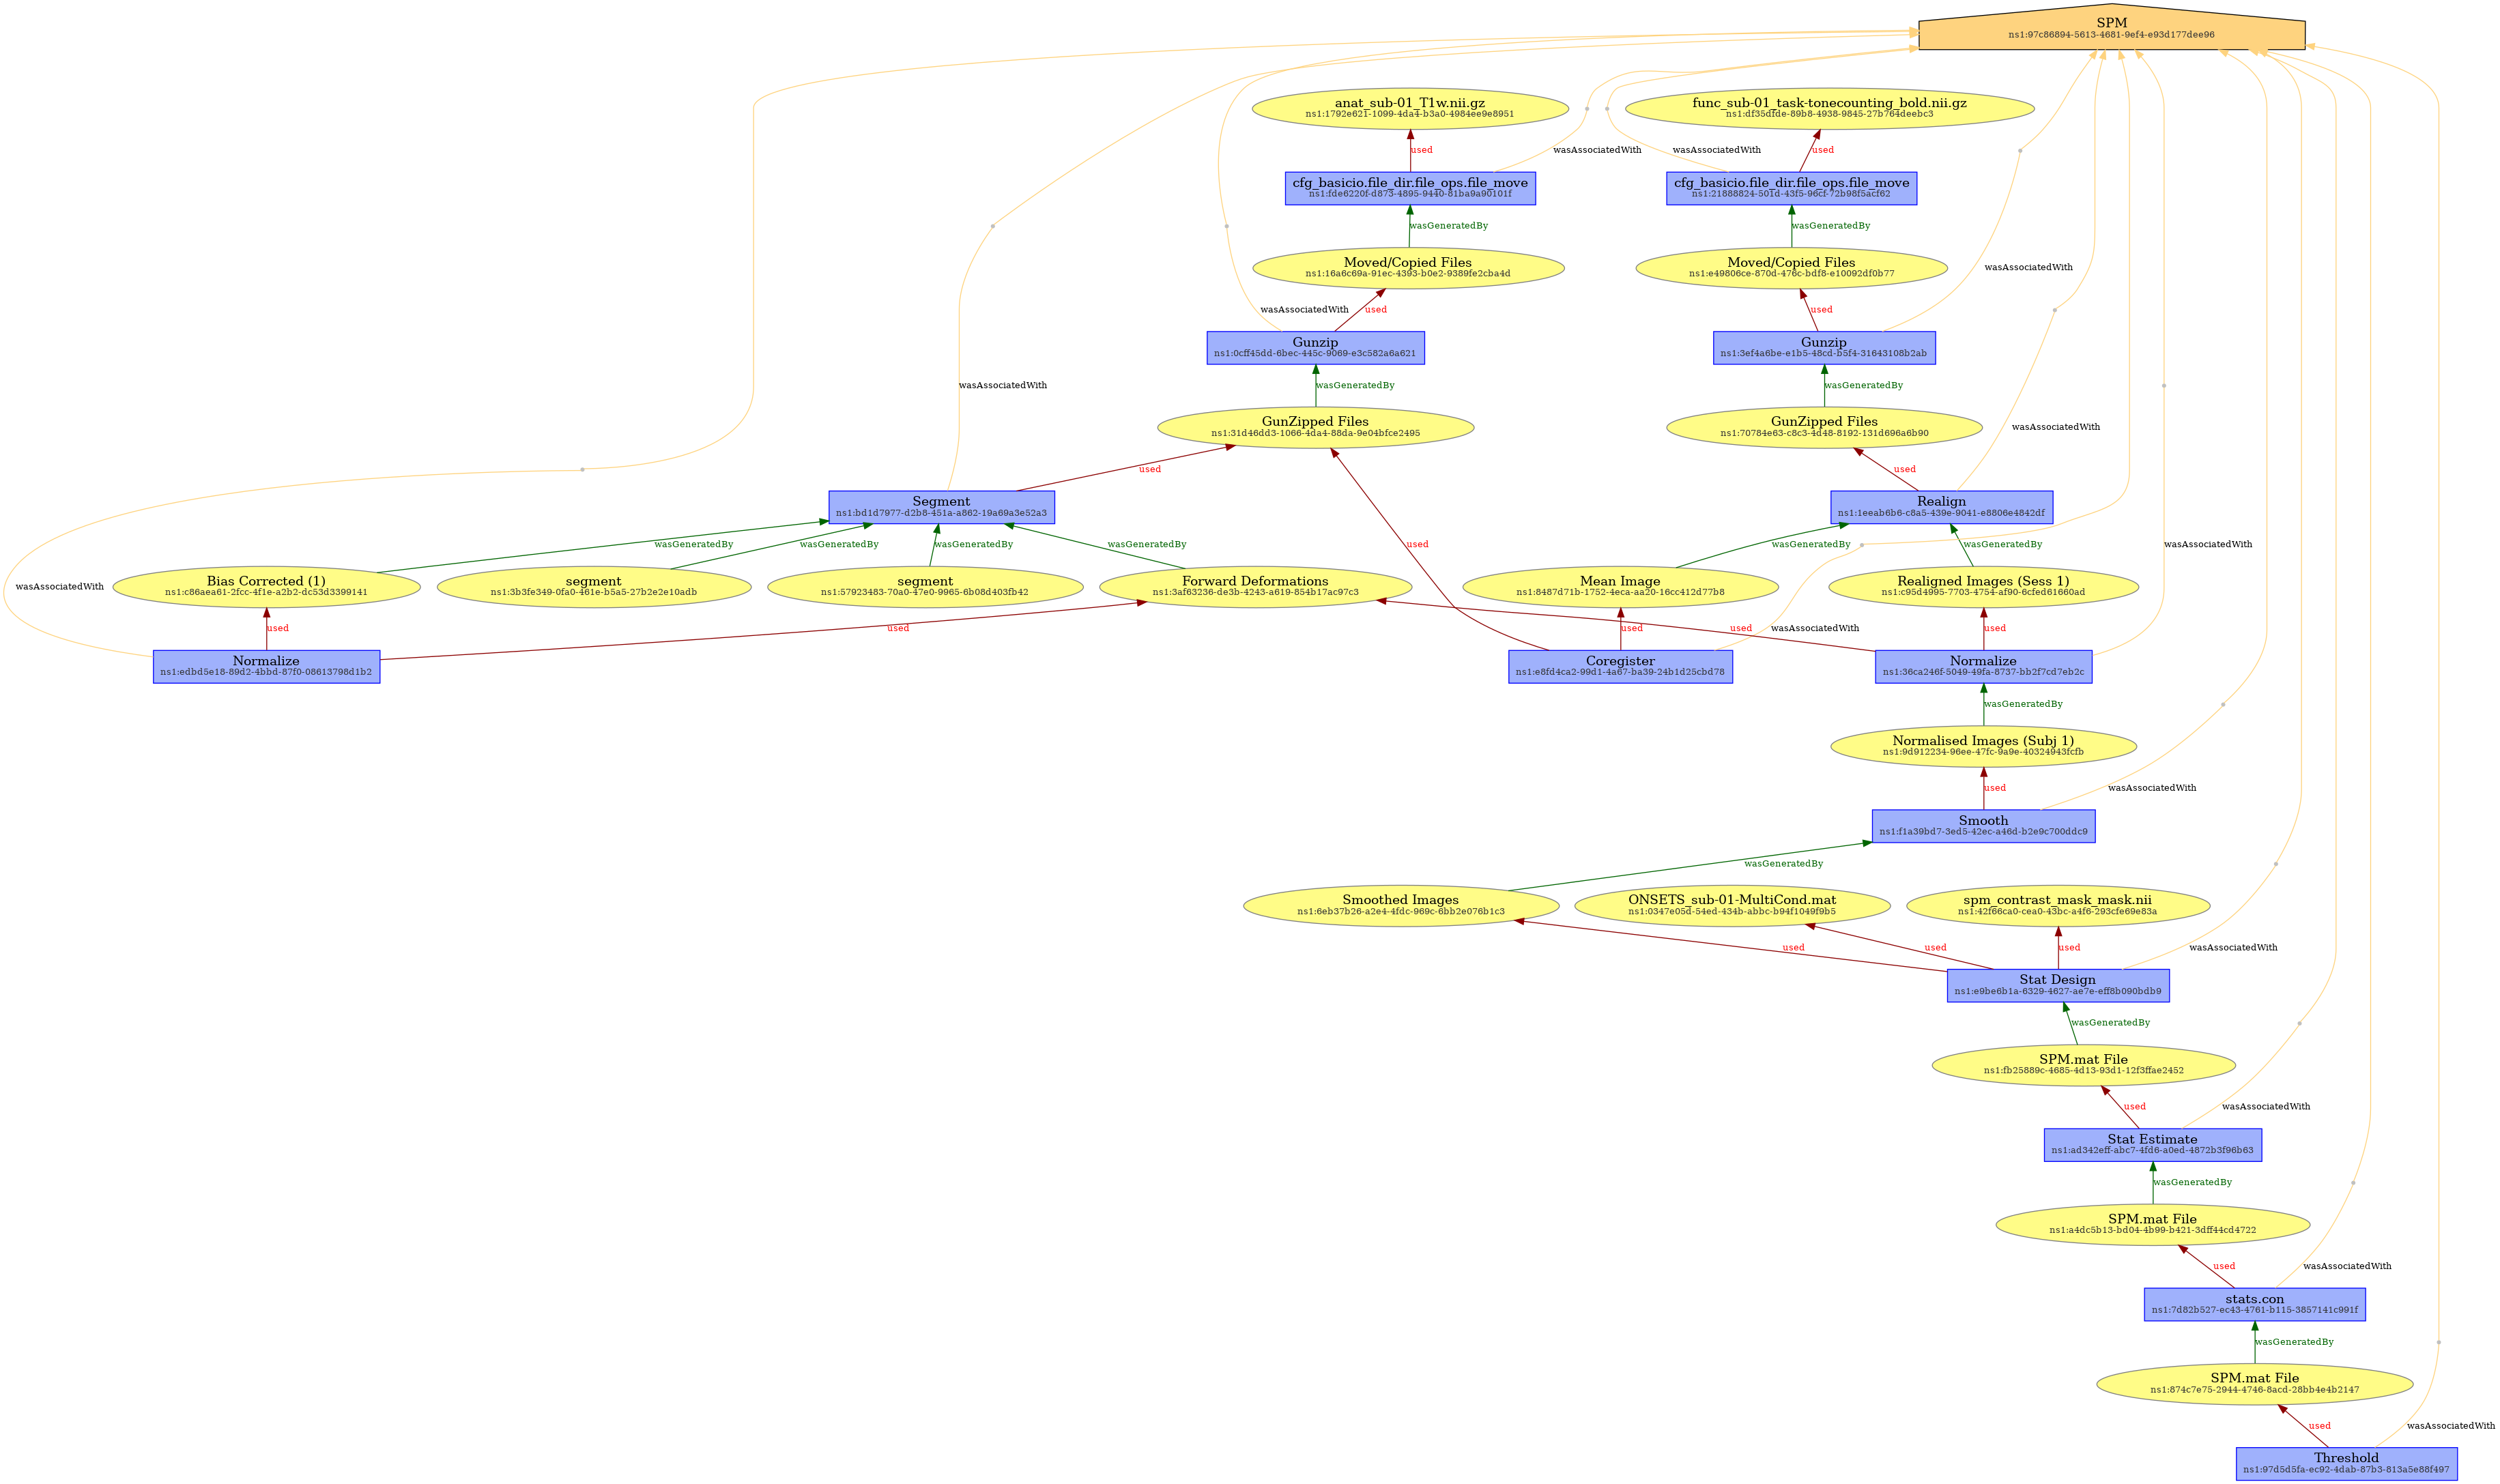 SPM
ns1:97c86894-5613-4681-9ef4-e93d177dee96
anat_sub-01_T1w.nii.gz
ns1:1792e621-1099-4da4-b3a0-4984ee9e8951
func_sub-01_task-tonecounting_bold.nii.gz
ns1:df35dfde-89b8-4938-9845-27b764deebc3
used
wasAssociatedWith
wasAssociatedWith
used
cfg_basicio.file_dir.file_ops.file_move
ns1:fde6220f-d873-4895-9440-81ba9a90101f
cfg_basicio.file_dir.file_ops.file_move
ns1:21888824-501d-43f5-96cf-72b98f5acf62
wasGeneratedBy
wasGeneratedBy
Moved/Copied Files
ns1:16a6c69a-91ec-4393-b0e2-9389fe2cba4d
Moved/Copied Files
ns1:e49806ce-870d-476c-bdf8-e10092df0b77
wasAssociatedWith
wasAssociatedWith
used
used
Gunzip
ns1:0cff45dd-6bec-445c-9069-e3c582a6a621
Gunzip
ns1:3ef4a6be-e1b5-48cd-b5f4-31643108b2ab
wasAssociatedWith
wasGeneratedBy
wasGeneratedBy
GunZipped Files
ns1:31d46dd3-1066-4da4-88da-9e04bfce2495
GunZipped Files
ns1:70784e63-c8c3-4d48-8192-131d696a6b90
wasAssociatedWith
used
used
Segment
ns1:bd1d7977-d2b8-451a-a862-19a69a3e52a3
Realign
ns1:1eeab6b6-c8a5-439e-9041-e8806e4842df
wasGeneratedBy
wasGeneratedBy
wasGeneratedBy
wasGeneratedBy
used
wasGeneratedBy
wasGeneratedBy
wasAssociatedWith
wasAssociatedWith
Bias Corrected (1)
ns1:c86aea61-2fcc-4f1e-a2b2-dc53d3399141
segment
ns1:3b3fe349-0fa0-461e-b5a5-27b2e2e10adb
segment
ns1:57923483-70a0-47e0-9965-6b08d403fb42
Forward Deformations
ns1:3af63236-de3b-4243-a619-854b17ac97c3
Mean Image
ns1:8487d71b-1752-4eca-aa20-16cc412d77b8
Realigned Images (Sess 1)
ns1:c95d4995-7703-4754-af90-6cfed61660ad
used
used
used
used
wasAssociatedWith
used
Normalize
ns1:edbd5e18-89d2-4bbd-87f0-08613798d1b2
Coregister
ns1:e8fd4ca2-99d1-4a67-ba39-24b1d25cbd78
Normalize
ns1:36ca246f-5049-49fa-8737-bb2f7cd7eb2c
wasGeneratedBy
Normalised Images (Subj 1)
ns1:9d912234-96ee-47fc-9a9e-40324943fcfb
used
wasAssociatedWith
Smooth
ns1:f1a39bd7-3ed5-42ec-a46d-b2e9c700ddc9
wasGeneratedBy
Smoothed Images
ns1:6eb37b26-a2e4-4fdc-969c-6bb2e076b1c3
ONSETS_sub-01-MultiCond.mat
ns1:0347e05d-54ed-434b-abbc-b94f1049f9b5
spm_contrast_mask_mask.nii
ns1:42f66ca0-cea0-43bc-a4f6-293cfe69e83a
used
used
used
wasAssociatedWith
Stat Design
ns1:e9be6b1a-6329-4627-ae7e-eff8b090bdb9
wasGeneratedBy
SPM.mat File
ns1:fb25889c-4685-4d13-93d1-12f3ffae2452
used
wasAssociatedWith
Stat Estimate
ns1:ad342eff-abc7-4fd6-a0ed-4872b3f96b63
wasGeneratedBy
SPM.mat File
ns1:a4dc5b13-bd04-4b99-b421-3dff44cd4722
used
wasAssociatedWith
stats.con
ns1:7d82b527-ec43-4761-b115-3857141c991f
wasGeneratedBy
SPM.mat File
ns1:874c7e75-2944-4746-8acd-28bb4e4b2147
used
wasAssociatedWith
Threshold
ns1:97d5d5fa-ec92-4dab-87b3-813a5e88f497